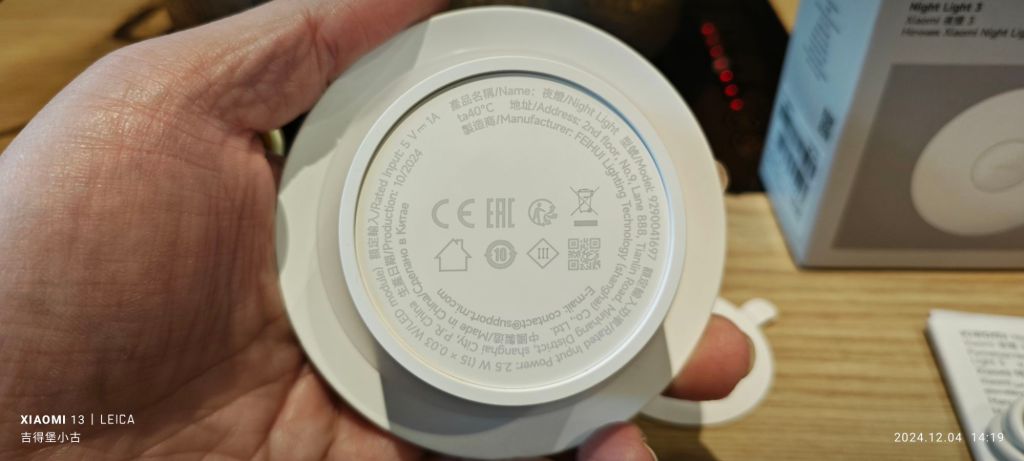 Night Light 3
Xiaomi 夜燈 3
Ночник Xiaomi Night Ligh
產品名稱/Name: 夜燈/Night Light 型號/Model: 9290041697 額定輸入功率/Rated Input Power: 2.5 W (15 × 0.03 W/LED module) 額定輸入/Rated Input: 5 V⎓1A
ta40°C 地址/Address: 2nd floor, No.9, Lane 888, Tianlin Road, Minhang District, shanghai City, P.R. China 生產日期/Production: 10/2024
製造商/Manufacturer: FEIHUI Lighting Technology (shanghai) Co., Ltd. 中國製造/Made in China/Сделано в Китае
E-mail: contact@support.mi.com
CE EAC
10 III
XIAOMI 13 | LEICA
吉得堡小古
2024.12.04 14:19